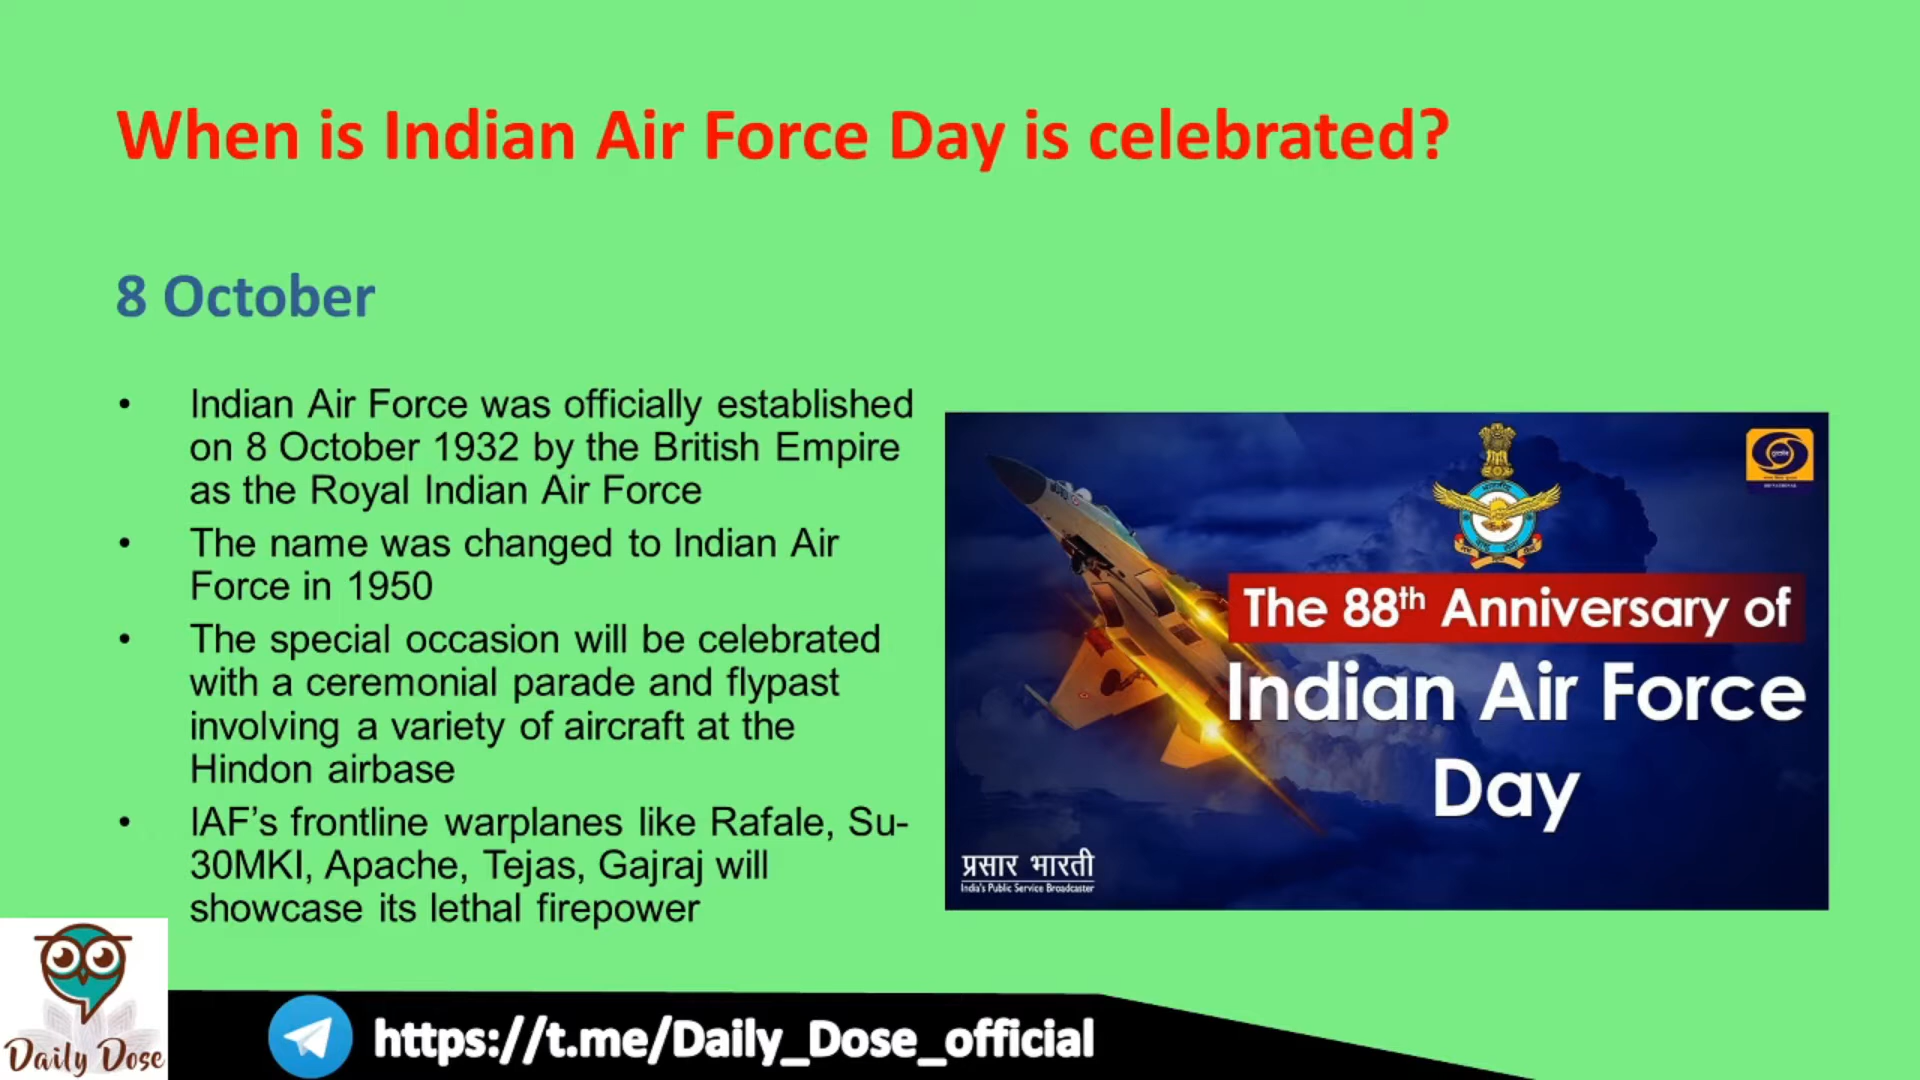 When is Indian Air Force Day is celebrated?
8 October
• Indian Air Force was officially established
on 8 October 1932 by the British Empire
as the Royal Indian Air Force
• The name was changed to Indian Air
Force in 1950
• The special occasion will be celebrated
with a ceremonial parade and flypast
involving a variety of aircraft at the
Hindon airbase
• IAF’s frontline warplanes like Rafale, Su-
30MKI, Apache, Tejas, Gajraj will
showcase its lethal firepower
The 88th Anniversary of
Indian Air Force
Day
प्रसार भारती
India's Public Service Broadcaster
Daily Dose
https://t.me/Daily_Dose_official